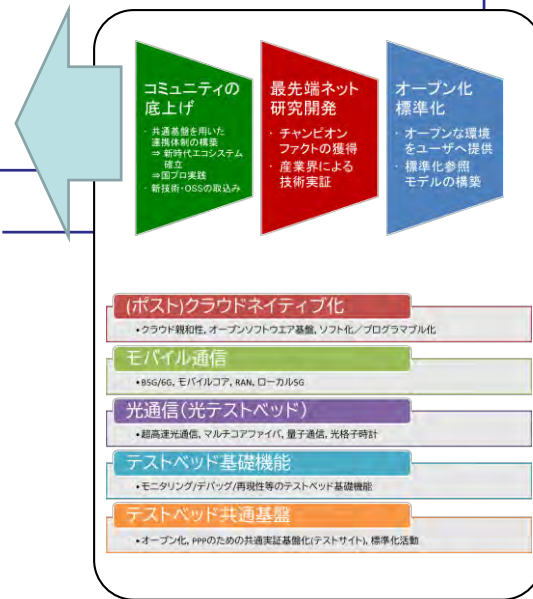 コミュニティの
底上げ
・ 共通基盤を用いた
連携体制の構築
⇒ 新時代エコシステム
確立
⇒国プロ実践
・ 新技術・OSSの取込み
最先端ネット
研究開発
・ チャンピオン
ファクトの獲得
・ 産業界による
技術実証
オープン化
標準化
・ オープンな環境
をユーザへ提供
・ 標準化参照
モデルの構築
(ポスト)クラウドネイティブ化
•クラウド親和性, オープンソフトウエア基盤, ソフト化／プログラマブル化
モバイル通信
•B5G/6G, モバイルコア, RAN, ローカル5G
光通信(光テストベッド)
•超高速光通信, マルチコアファイバ, 量子通信, 光格子時計
テストベッド基礎機能
•モニタリング/デバッグ/再現性等のテストベッド基礎機能
テストベッド共通基盤
•オープン化, PPPのための共通実証基盤化(テストサイト), 標準化活動